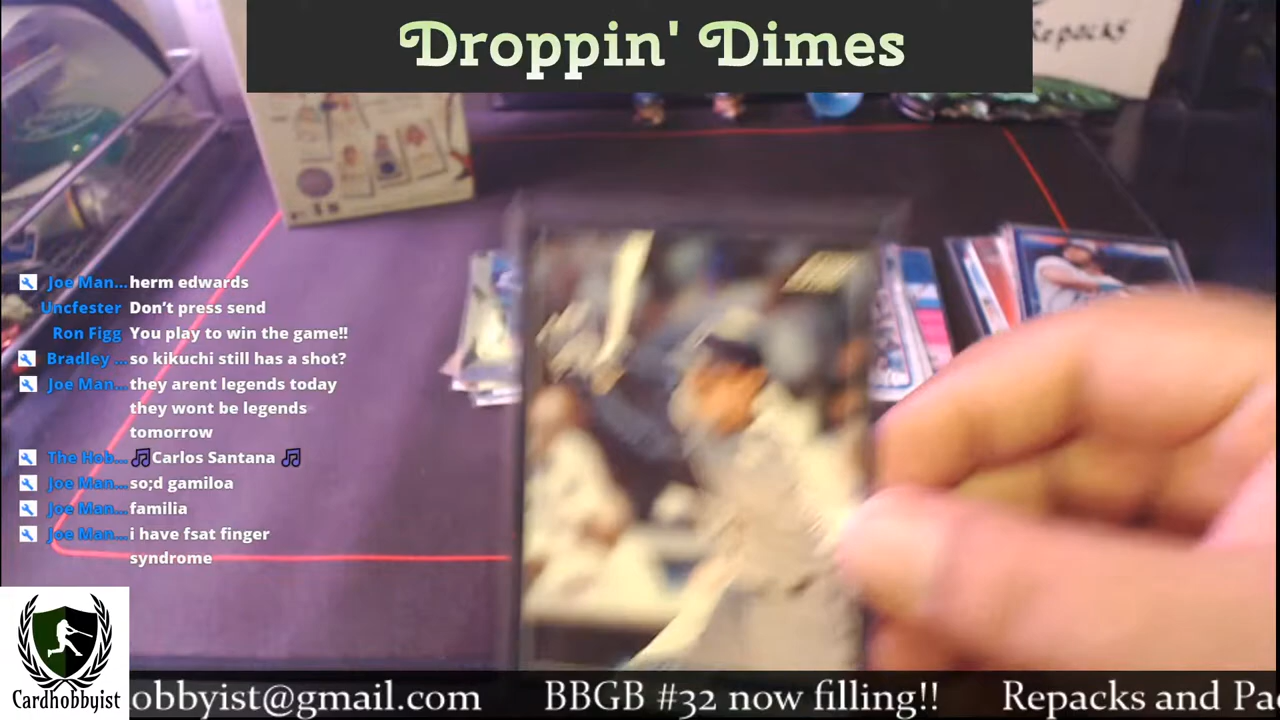 Droppin' Dimes
Repacks
Joe Man... herm edwards
Uncfester Don't press send
Ron Figg You play to win the game!!
Bradley ... so kikuchi still has a shot?
Joe Man... they arent legends today
they wont be legends
tomorrow
The Hob... 🎵Carlos Santana 🎵
Joe Man... so;d gamiloa
Joe Man... familia
Joe Man... i have fsat finger
syndrome
Cardhobbyist
obbyist@gmail.com BBGB #32 now filling!! Repacks and Pa